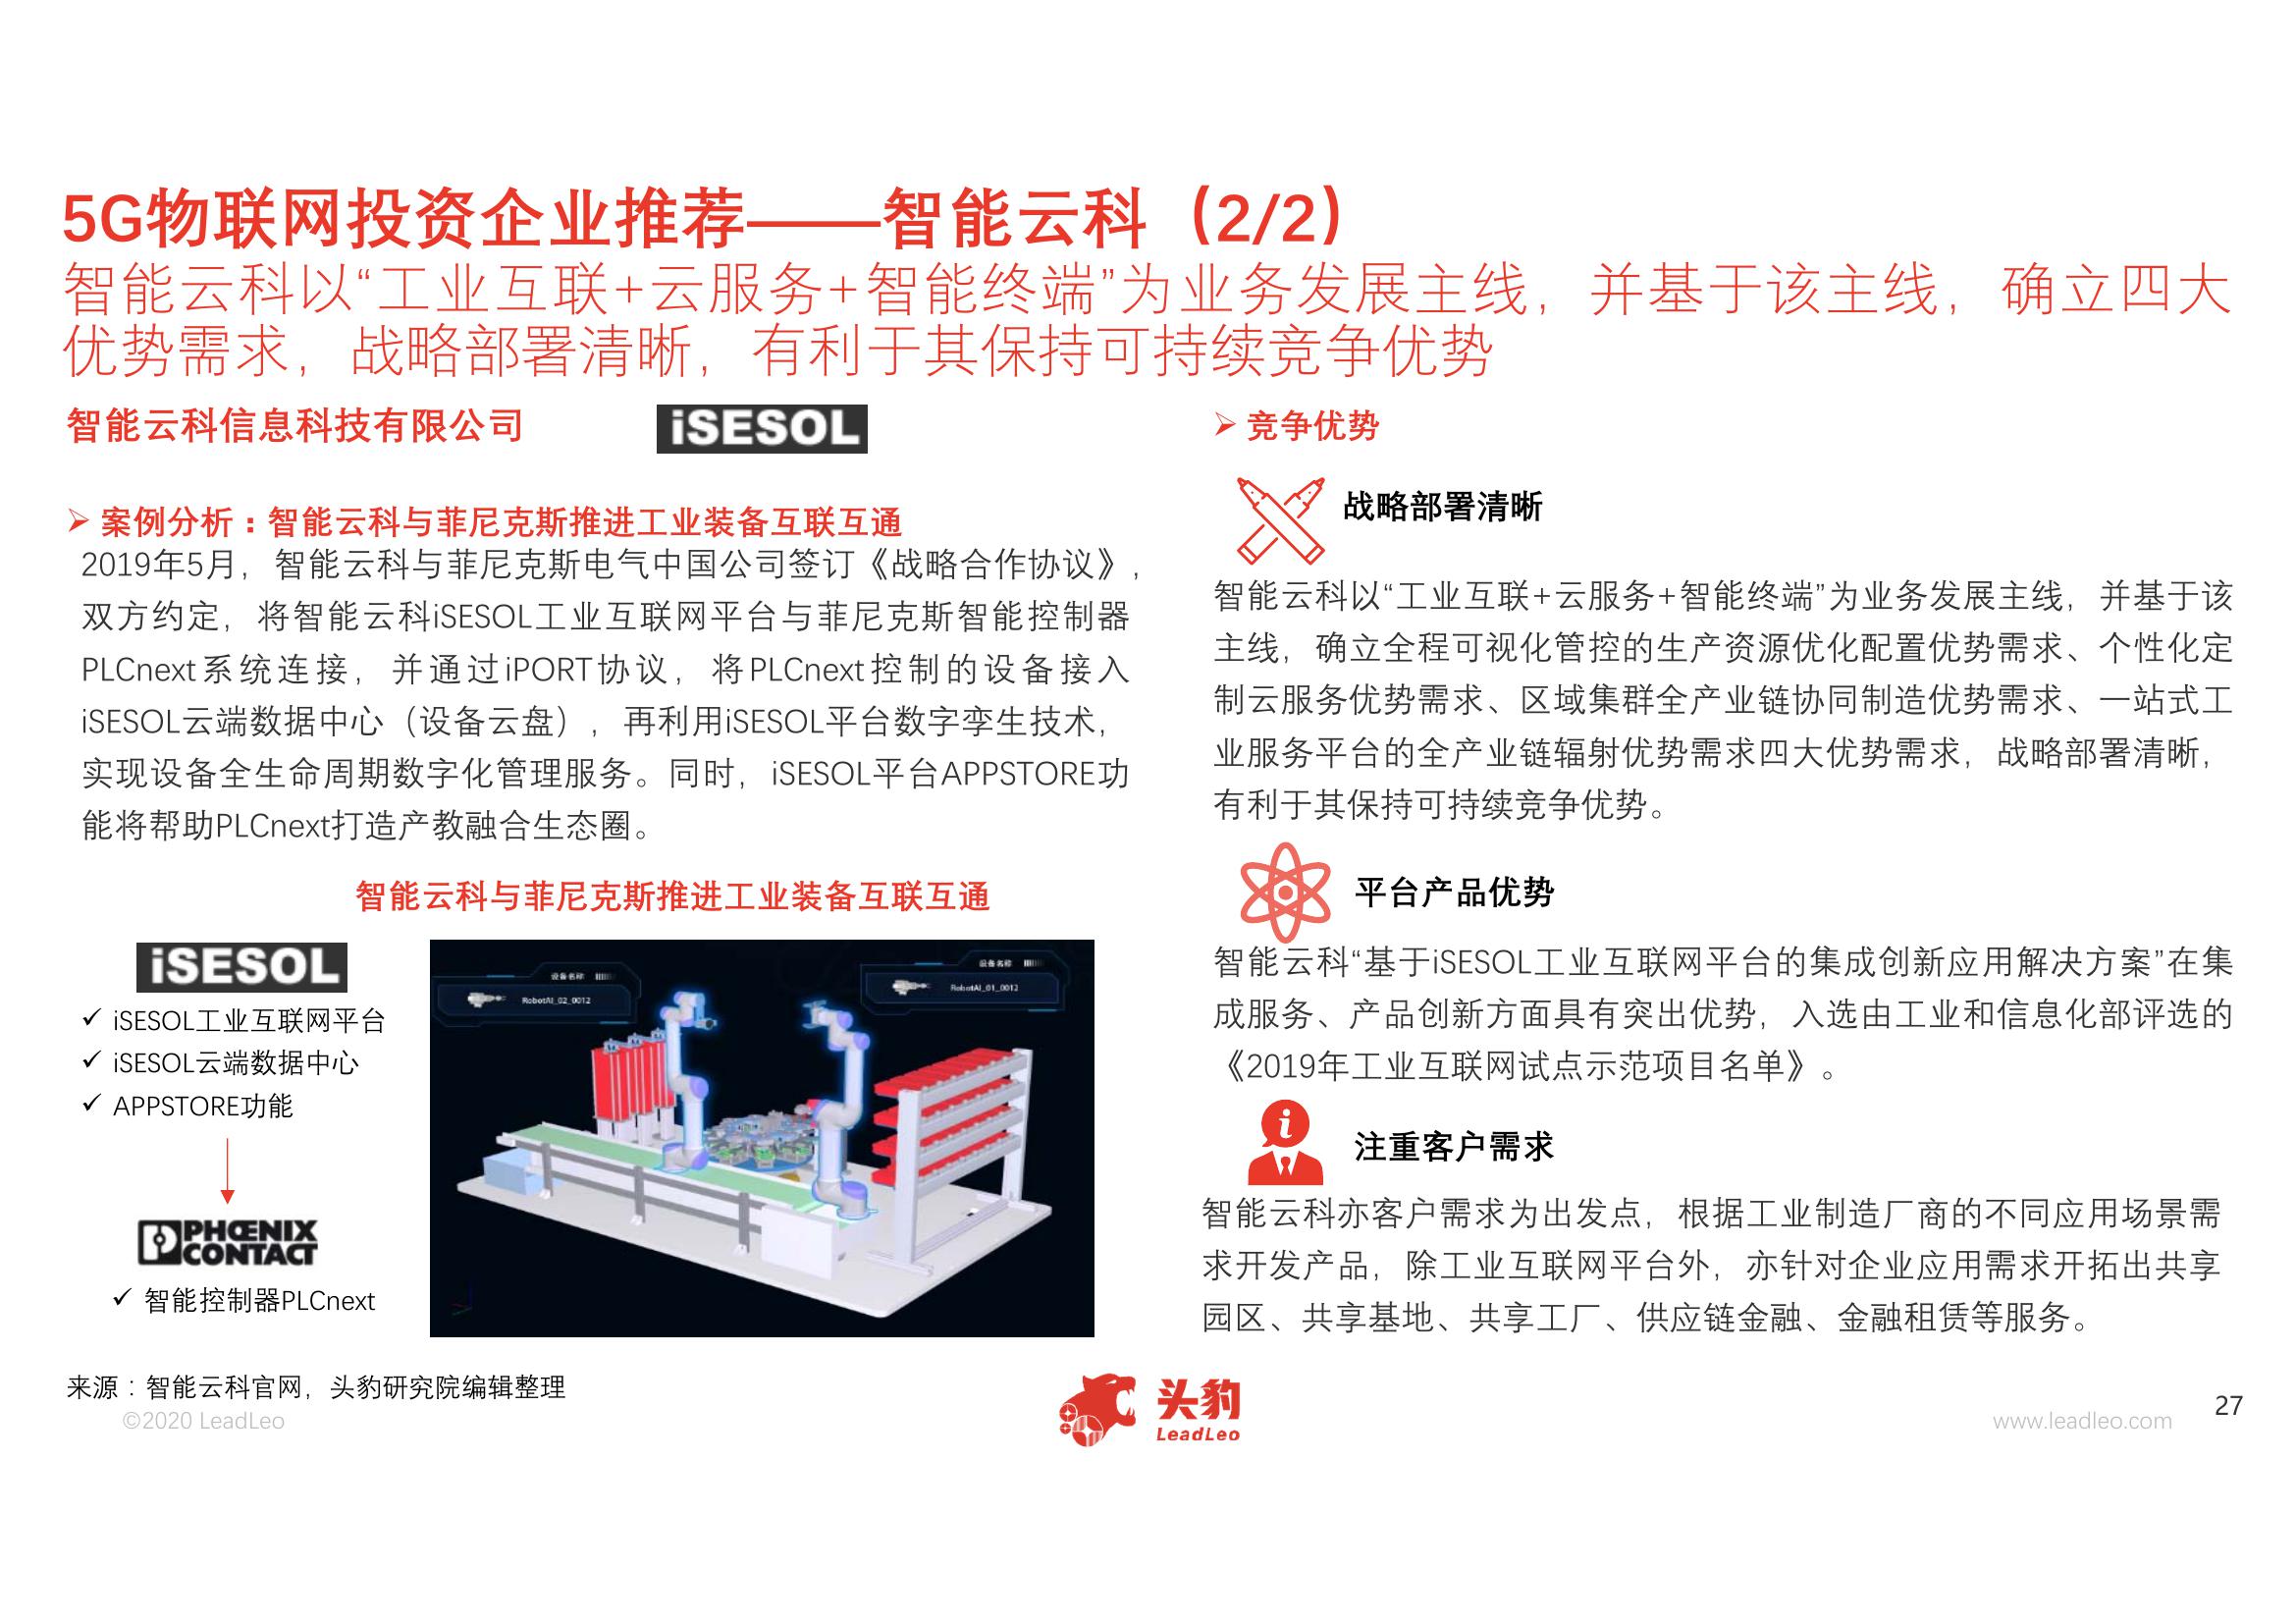 5G物联网投资企业推荐——智能云科（2/2）
智能云科以“工业互联+云服务+智能终端”为业务发展主线，并基于该主线，确立四大
优势需求，战略部署清晰，有利于其保持可持续竞争优势
智能云科信息科技有限公司
iSESOL
➢ 案例分析：智能云科与菲尼克斯推进工业装备互联互通
2019年5月，智能云科与菲尼克斯电气中国公司签订《战略合作协议》，
双方约定，将智能云科iSESOL工业互联网平台与菲尼克斯智能控制器
PLCnext系统连接，并通过iPORT协议，将PLCnext控制的设备接入
iSESOL云端数据中心（设备云盘），再利用iSESOL平台数字孪生技术，
实现设备全生命周期数字化管理服务。同时，iSESOL平台APPSTORE功
能将帮助PLCnext打造产教融合生态圈。
智能云科与菲尼克斯推进工业装备互联互通
iSESOL
✓ iSESOL工业互联网平台
✓ iSESOL云端数据中心
✓ APPSTORE功能
PHŒNIX
CONTACT
✓ 智能控制器PLCnext
设备名称
RobotAI_02_0012
设备名称
RobotAI_01_0012
➢ 竞争优势
战略部署清晰
智能云科以“工业互联+云服务+智能终端”为业务发展主线，并基于该
主线，确立全程可视化管控的生产资源优化配置优势需求、个性化定
制云服务优势需求、区域集群全产业链协同制造优势需求、一站式工
业服务平台的全产业链辐射优势需求四大优势需求，战略部署清晰，
有利于其保持可持续竞争优势。
平台产品优势
智能云科“基于iSESOL工业互联网平台的集成创新应用解决方案”在集
成服务、产品创新方面具有突出优势，入选由工业和信息化部评选的
《2019年工业互联网试点示范项目名单》。
注重客户需求
智能云科亦客户需求为出发点，根据工业制造厂商的不同应用场景需
求开发产品，除工业互联网平台外，亦针对企业应用需求开拓出共享
园区、共享基地、共享工厂、供应链金融、金融租赁等服务。
来源：智能云科官网，头豹研究院编辑整理
©2020 LeadLeo
头豹
LeadLeo
www.leadleo.com
27